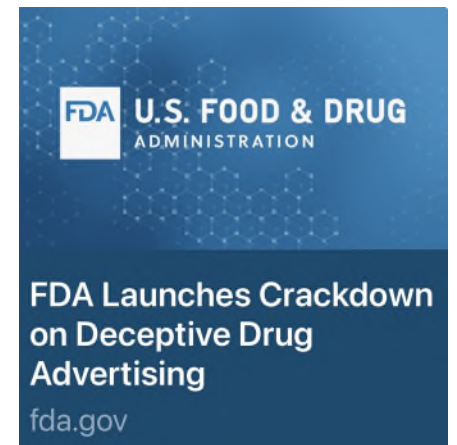 FDA U.S. FOOD & DRUG
ADMINISTRATION
FDA Launches Crackdown
on Deceptive Drug
Advertising
fda.gov